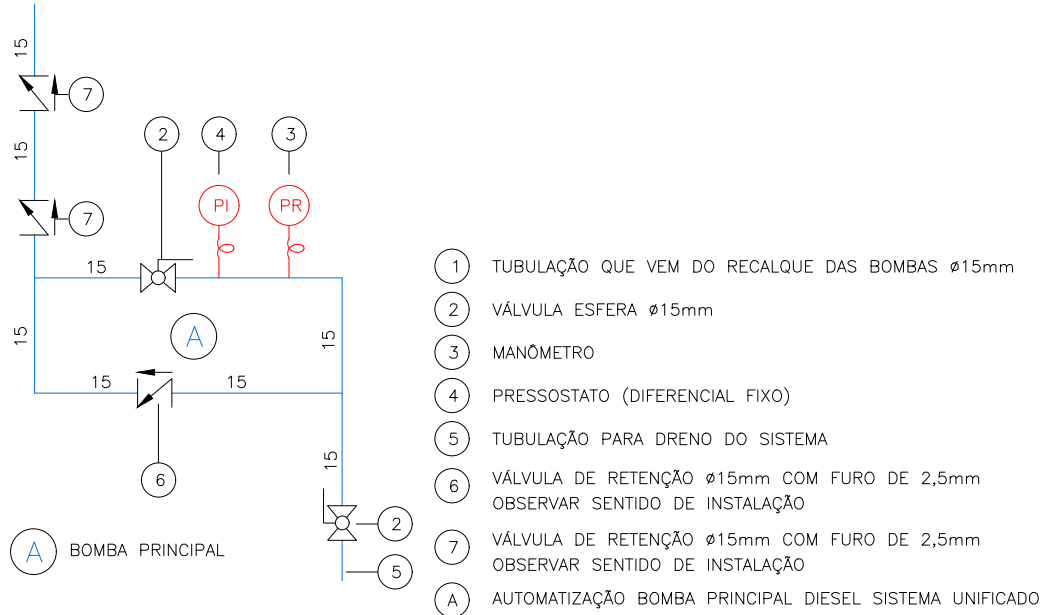 15
7
15
2
4
3
7
PI
PR
15
15
A
15
15
15
15
6
2
5
A BOMBA PRINCIPAL
1 TUBULAÇÃO QUE VEM DO RECALQUE DAS BOMBAS ø15mm
2 VÁLVULA ESFERA ø15mm
3 MANÔMETRO
4 PRESSOSTATO (DIFERENCIAL FIXO)
5 TUBULAÇÃO PARA DRENO DO SISTEMA
6 VÁLVULA DE RETENÇÃO ø15mm COM FURO DE 2,5mm
OBSERVAR SENTIDO DE INSTALAÇÃO
7 VÁLVULA DE RETENÇÃO ø15mm COM FURO DE 2,5mm
OBSERVAR SENTIDO DE INSTALAÇÃO
A AUTOMATIZAÇÃO BOMBA PRINCIPAL DIESEL SISTEMA UNIFICADO